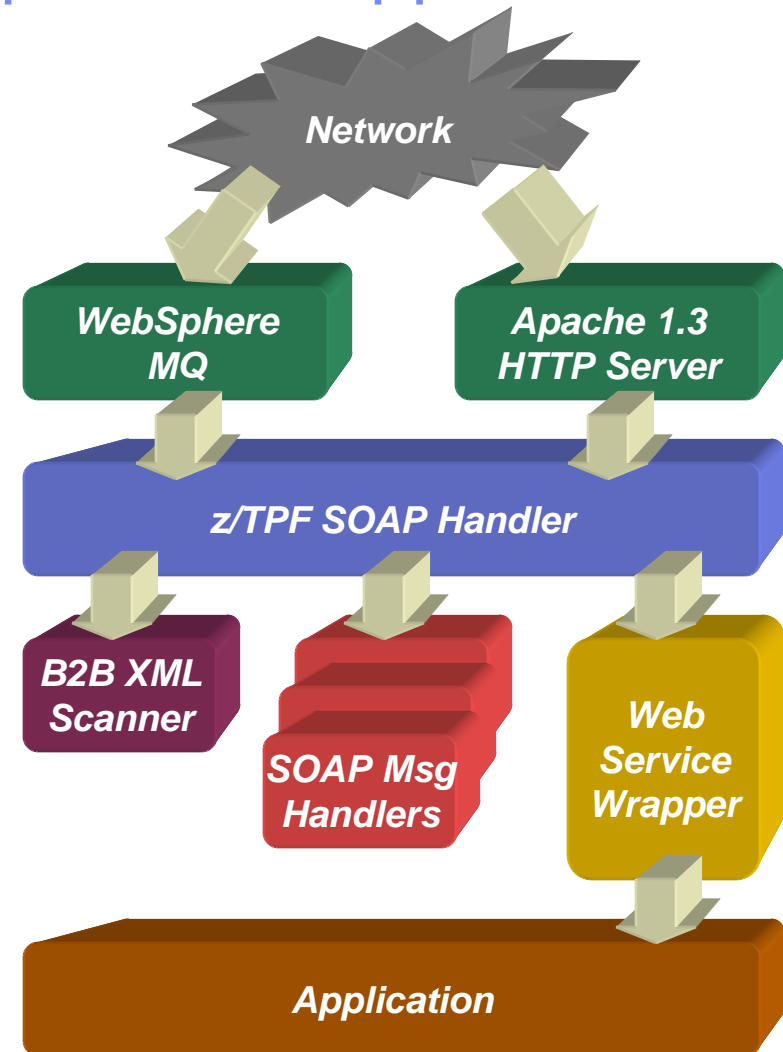 Network
WebSphere
MQ
Apache 1.3
HTTP Server
z/TPF SOAP Handler
B2B XML
Scanner
SOAP Msg
Handlers
Web
Service
Wrapper
Application